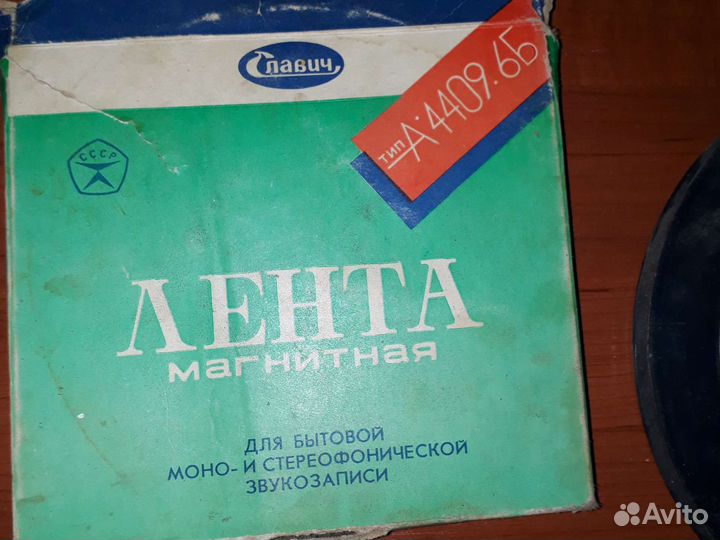 Славич
тип А4409.6Б
СССР
ЛЕНТА
магнитная
ДЛЯ БЫТОВОЙ
МОНО- И СТЕРЕОФОНИЧЕСКОЙ
ЗВУКОЗАПИСИ
Avito